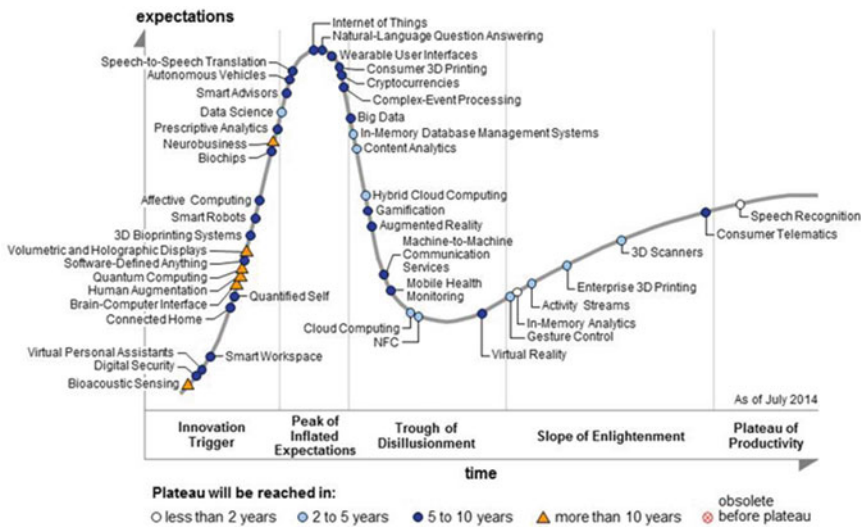 expectations
Internet of Things
Natural-Language Question Answering
Wearable User Interfaces
Speech-to-Speech Translation
Consumer 3D Printing
Autonomous Vehicles
Cryptocurrencies
Smart Advisors
Complex-Event Processing
Data Science
Big Data
Prescriptive Analytics
In-Memory Database Management Systems
Neurobusiness
Content Analytics
Biochips
Hybrid Cloud Computing
Affective Computing
Gamification
Smart Robots
Augmented Reality
Speech Recognition
3D Bioprinting Systems
Consumer Telematics
Machine-to-Machine
Communication
Services
Volumetric and Holographic Displays
3D Scanners
Software-Defined Anything
Quantum Computing
Mobile Health
Monitoring
Human Augmentation
Enterprise 3D Printing
Brain-Computer Interface
Quantified Self
Activity Streams
Connected Home
Cloud Computing
In-Memory Analytics
NFC
Gesture Control
Virtual Personal Assistants
Smart Workspace
Virtual Reality
Digital Security
Bioacoustic Sensing
As of July 2014
Innovation
Trigger
Peak of
Inflated
Expectations
Trough of
Disillusionment
Slope of Enlightenment
Plateau of
Productivity
time
Plateau will be reached in:
less than 2 years
2 to 5 years
5 to 10 years
more than 10 years
obsolete
before plateau